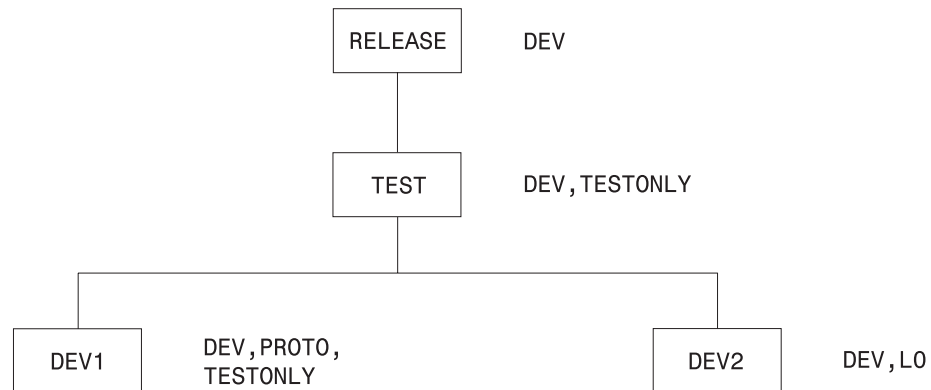 RELEASE
DEV
TEST
DEV,TESTONLY
DEV1
DEV,PROTO,
TESTONLY
DEV2
DEV,LO